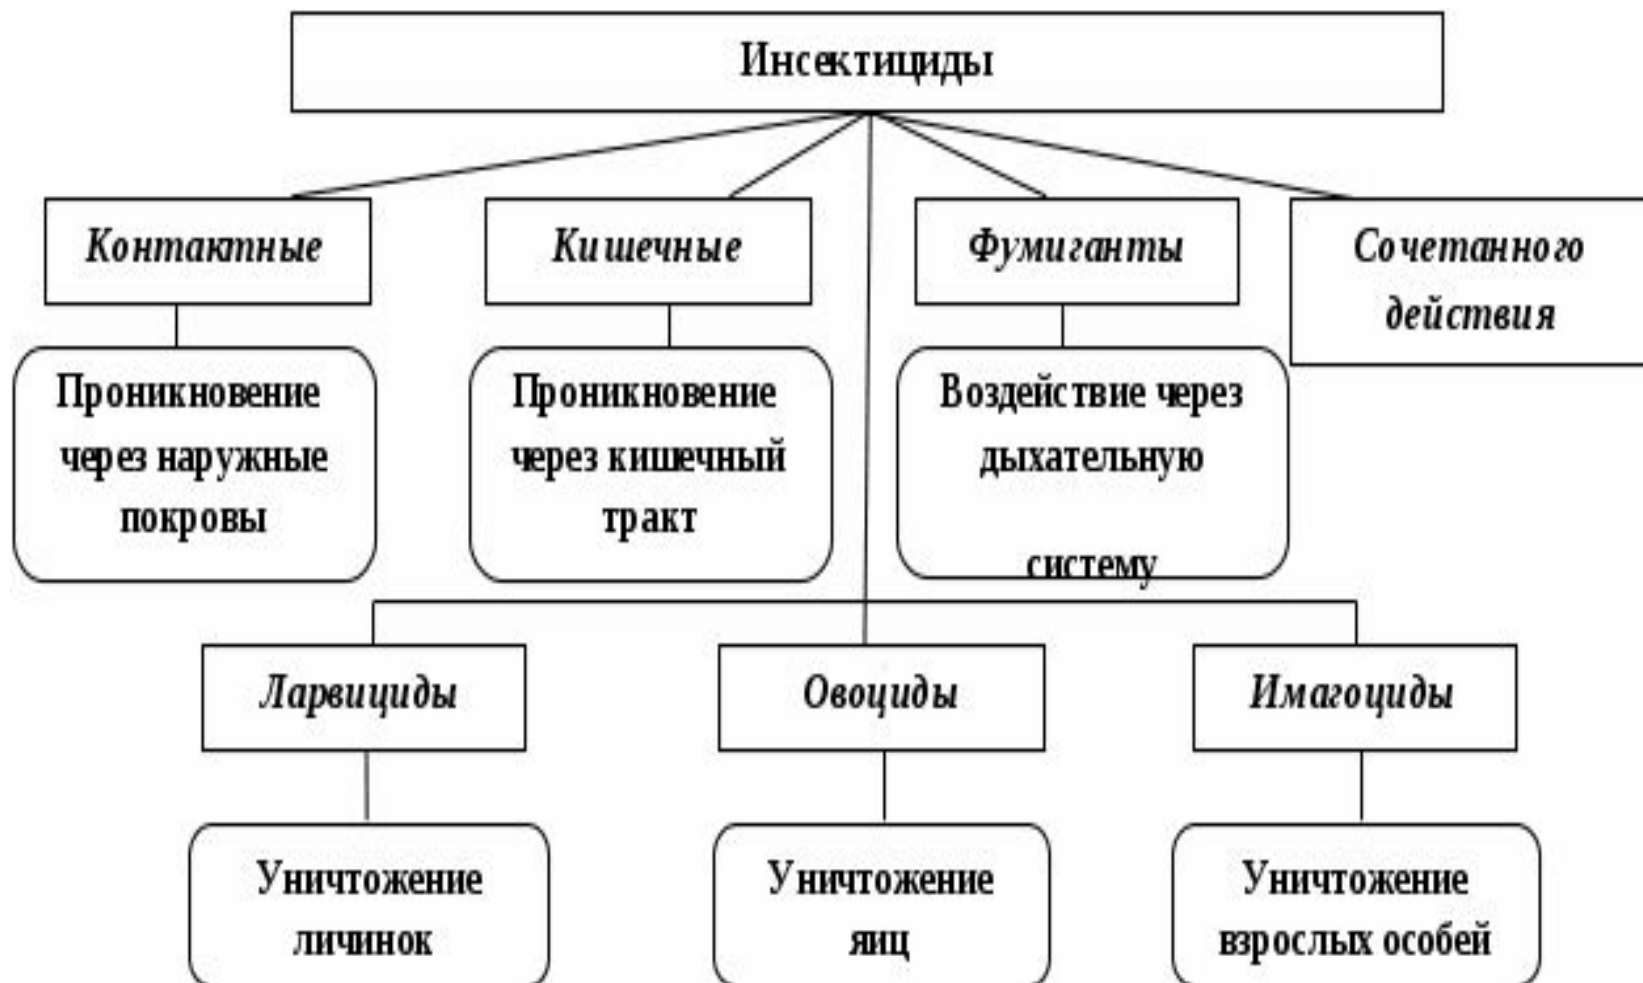 Инсектициды
Контактные
Кишечные
Фумиганты
Сочетанного
действия
Проникновение
через наружные
покровы
Проникновение
через кишечный
тракт
Воздействие через
дыхательную
систему
Ларвициды
Овоциды
Имагоциды
Уничтожение
личинок
Уничтожение
яиц
Уничтожение
взрослых особей